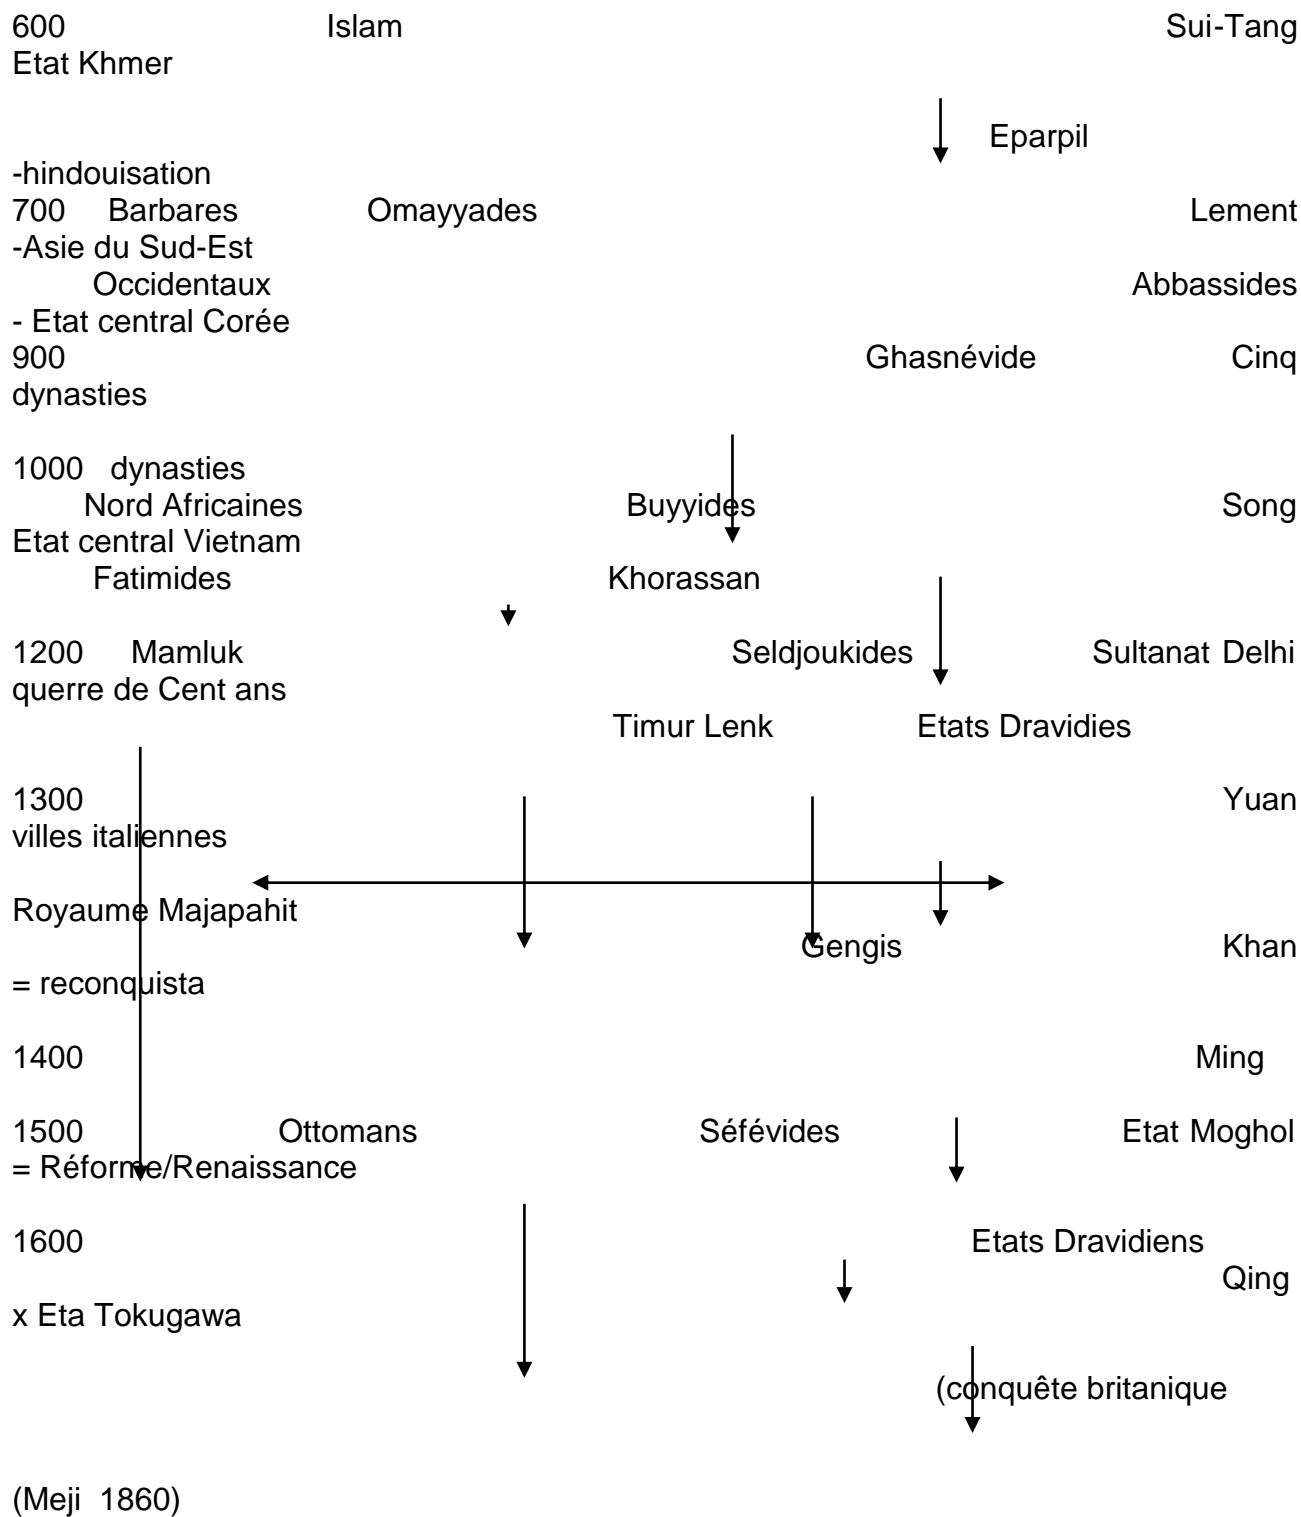 600 Islam Sui-Tang
Etat Khmer
Eparpil
-hindouisation
700 Barbares Omayyades Lement
-Asie du Sud-Est
Occidentaux Abbassides
- Etat central Corée
900 Ghasnévide Cinq
dynasties
1000 dynasties
Nord Africaines Buyyides Song
Etat central Vietnam
Fatimides Khorassan
1200 Mamluk Seldjoukides Sultanat Delhi
querre de Cent ans
Timur Lenk Etats Dravidies
1300 Yuan
villes italiennes
Royaume Majapahit
Gengis Khan
= reconquista
1400 Ming
1500 Ottomans Séfévides Etat Moghol
= Réforme/Renaissance
1600 Etats Dravidiens
Qing
x Eta Tokugawa
(conquête britanique
(Meji 1860)